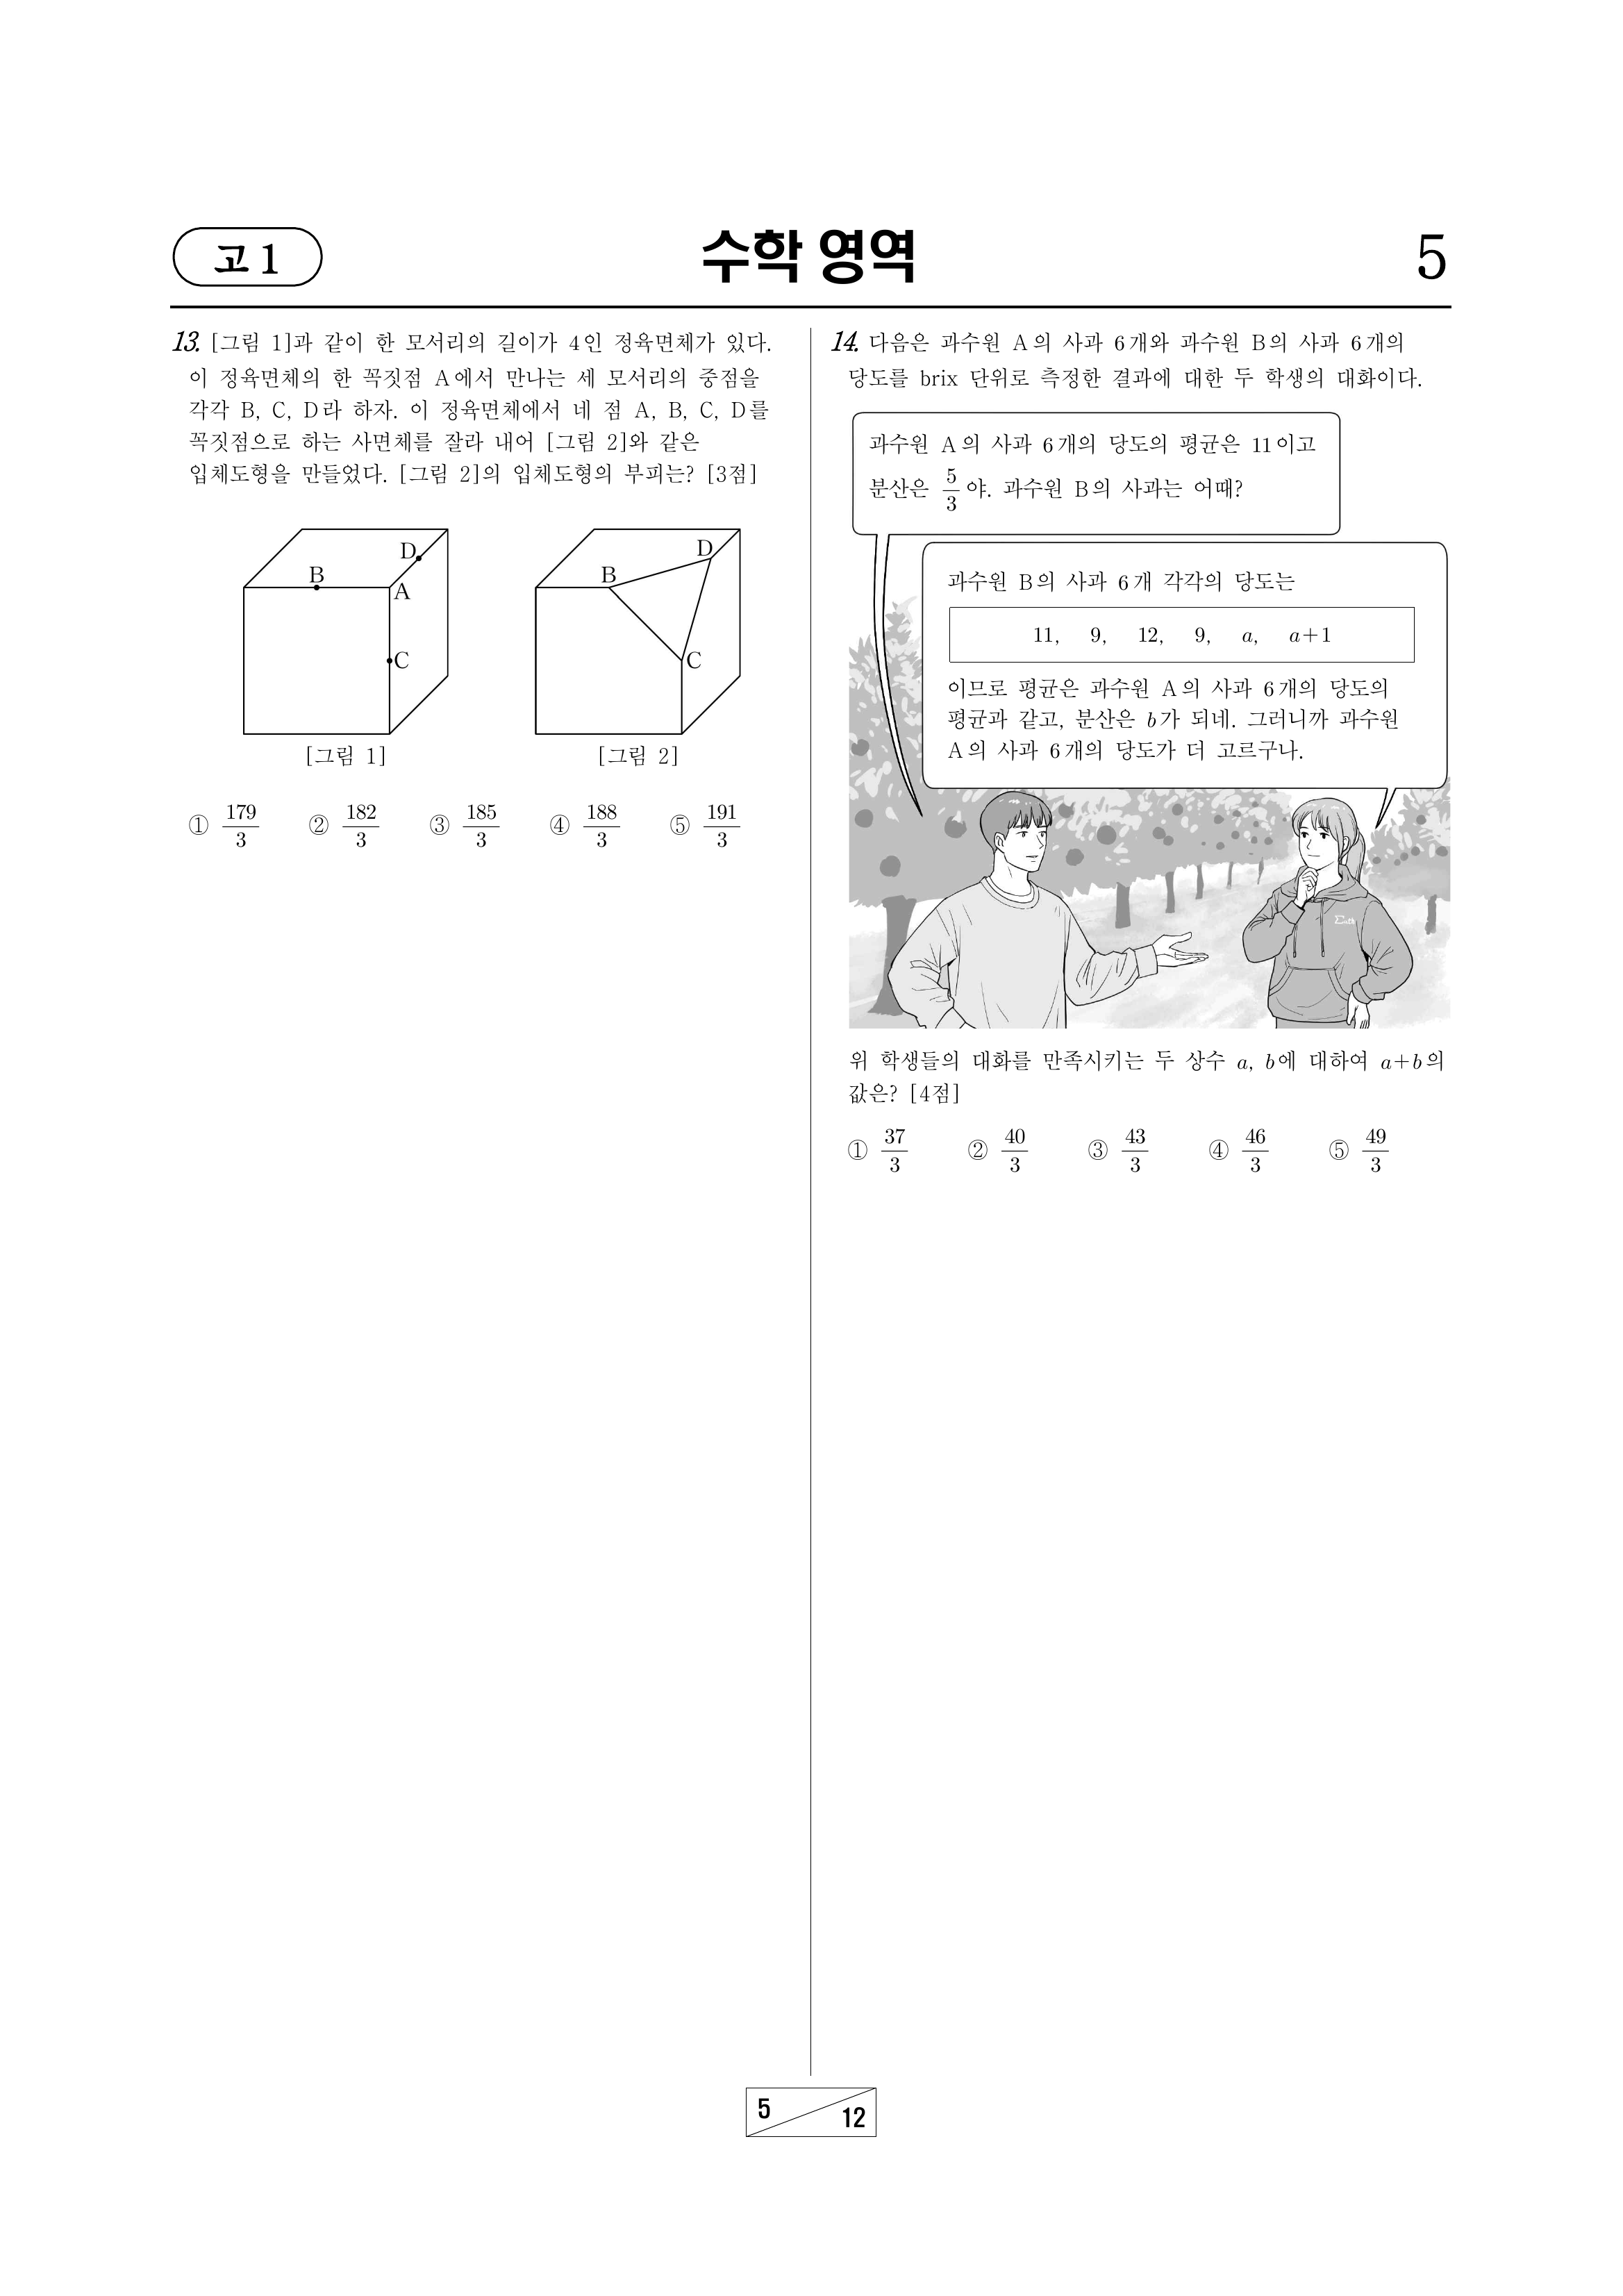 고 1
수학 영역
5
13. [그림 1]과 같이 한 모서리의 길이가 4인 정육면체가 있다.
이 정육면체의 한 꼭짓점 A에서 만나는 세 모서리의 중점을
각각 B, C, D라 하자. 이 정육면체에서 네 점 A, B, C, D를
꼭짓점으로 하는 사면체를 잘라 내어 [그림 2]와 같은
입체도형을 만들었다. [그림 2]의 입체도형의 부피는? [3점]
D
B
A
C
[그림 1]
D
B
C
[그림 2]
① 179/3 ② 182/3 ③ 185/3 ④ 188/3 ⑤ 191/3
14. 다음은 과수원 A의 사과 6개와 과수원 B의 사과 6개의
당도를 brix 단위로 측정한 결과에 대한 두 학생의 대화이다.
과수원 A의 사과 6개의 당도의 평균은 11이고
분산은 5/3야. 과수원 B의 사과는 어때?
과수원 B의 사과 6개 각각의 당도는
11, 9, 12, 9, a, a+1
이므로 평균은 과수원 A의 사과 6개의 당도의
평균과 같고, 분산은 b가 되네. 그러니까 과수원
A의 사과 6개의 당도가 더 고르구나.
위 학생들의 대화를 만족시키는 두 상수 a, b에 대하여 a+b의
값은? [4점]
① 37/3 ② 40/3 ③ 43/3 ④ 46/3 ⑤ 49/3
5
12